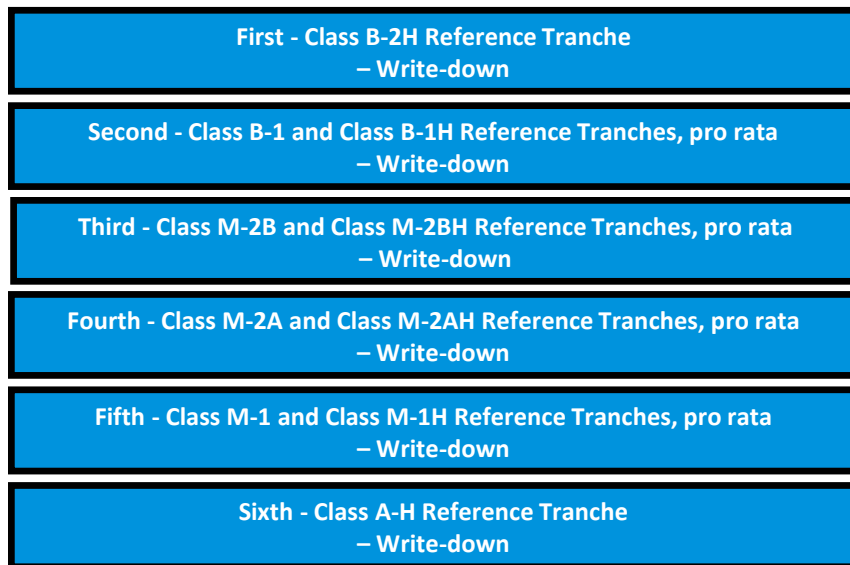 First - Class B-2H Reference Tranche
– Write-down
Second - Class B-1 and Class B-1H Reference Tranches, pro rata
– Write-down
Third - Class M-2B and Class M-2BH Reference Tranches, pro rata
– Write-down
Fourth - Class M-2A and Class M-2AH Reference Tranches, pro rata
– Write-down
Fifth - Class M-1 and Class M-1H Reference Tranches, pro rata
– Write-down
Sixth - Class A-H Reference Tranche
– Write-down